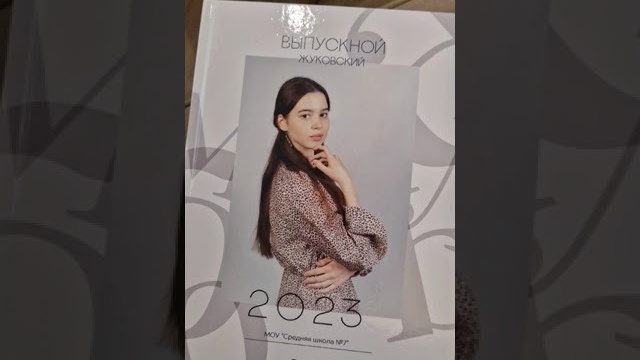 ВЫПУСКНОЙ
ЖУКОВСКИЙ
2023
МОУ "Средняя школа №7"